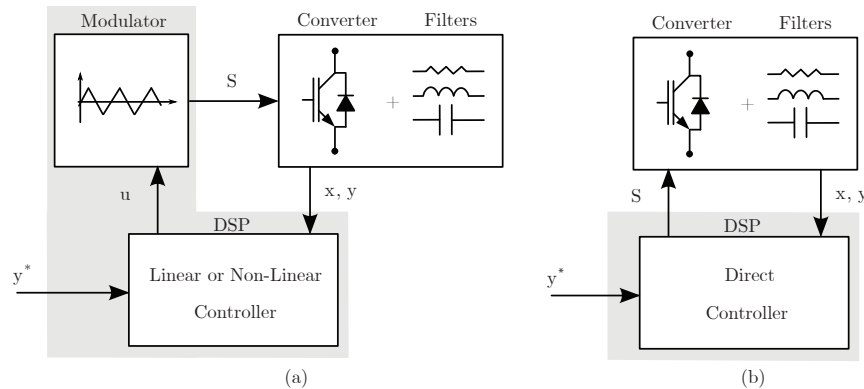 Modulator
Converter
Filters
S
+
u
x, y
DSP
y*
Linear or Non-Linear
Controller
(a)
Converter
Filters
+
S
x, y
DSP
y*
Direct
Controller
(b)